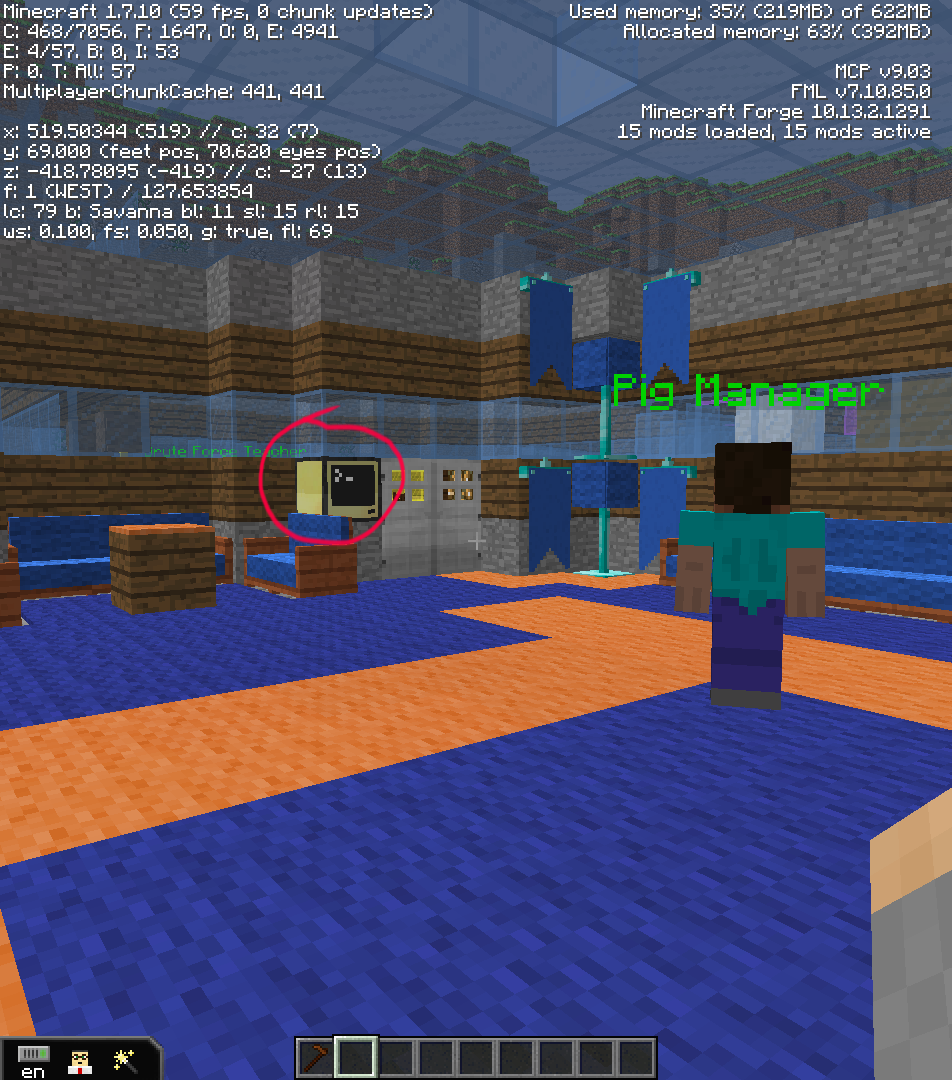 Minecraft 1.7.10 (59 fps, 0 chunk updates)
C: 468/7056. F: 1647, O: 0, E: 4941
E: 4/57. B: 0, I: 53
P: 0. T: All: 57
MultiplayerChunkCache: 441, 441
x: 519.50344 (519) // c: 32 (7)
y: 69.000 (feet pos, 70.620 eyes pos)
z: -418.78095 (-419) // c: -27 (13)
f: 1 (WEST) / 127.653854
lc: 79 b: Savanna bl: 11 sl: 15 rl: 15
ws: 0.100, fs: 0.050, g: true, fl: 69
Used memory: 35% (219MB) of 622MB
Allocated memory: 63% (392MB)
MCP v9.03
FML v7.10.85.0
Minecraft Forge 10.13.2.1291
15 mods loaded, 15 mods active
Pig Manager
Force Teacher
>-
en